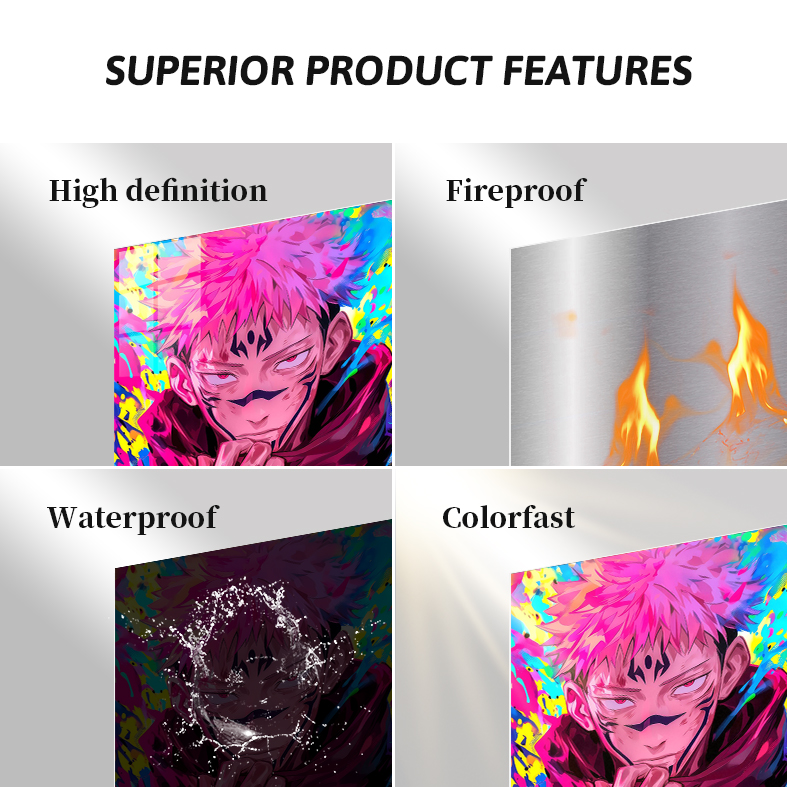 SUPERIOR PRODUCT FEATURES
High definition
Fireproof
Waterproof
Colorfast